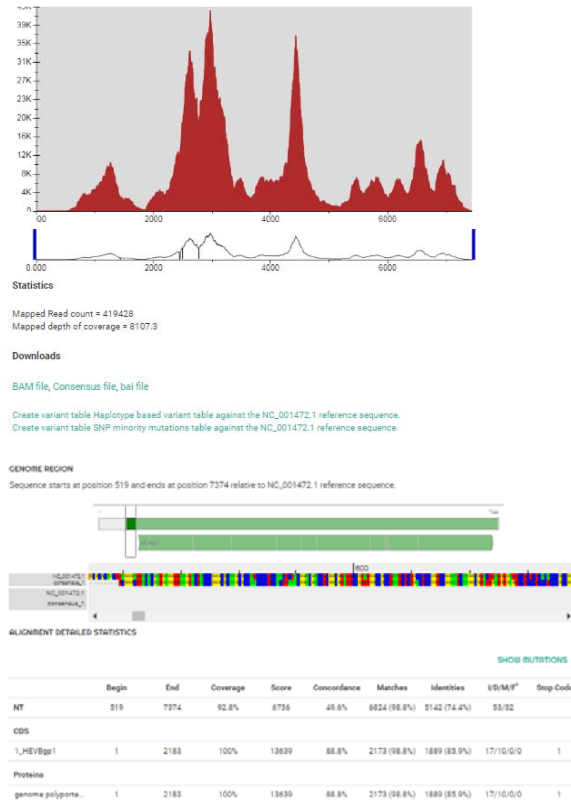 39K
35K
31K
27K
23K
20K
16K
12K
8K
4K
0
2000
4000
6000
0.000
2000
4000
6000
Statistics
Mapped Read count = 419428
Mapped depth of coverage = 8107.3
Downloads
BAM file, Consensus file, bai file
Create variant table Haplotype based variant table against the NC_001472.1 reference sequence.
Create variant table SNP minority mutations table against the NC_001472.1 reference sequence.
GENOME REGION
Sequence starts at position 519 and ends at position 7374 relative to NC_001472.1 reference sequence.
600
NC_001472.1
consensus_1
NC_001472.1
consensus_1
ALIGNMENT DETAILED STATISTICS
SHOW MUTATIONS
Begin End Coverage Score Concordance Matches Identities I/D/M/F* Stop Code
NT 519 7374 92.8% 6736 49.6% 6824 (98.8%) 5142 (74.4%) 53/32
CDS
1_HEVBgp1 1 2183 100% 13639 88.8% 2173 (98.8%) 1889 (85.9%) 17/10/0/0 1
Proteins
genome polyporte... 1 2183 100% 13639 88.8% 2173 (98.8%) 1889 (85.9%) 17/10/0/0 1